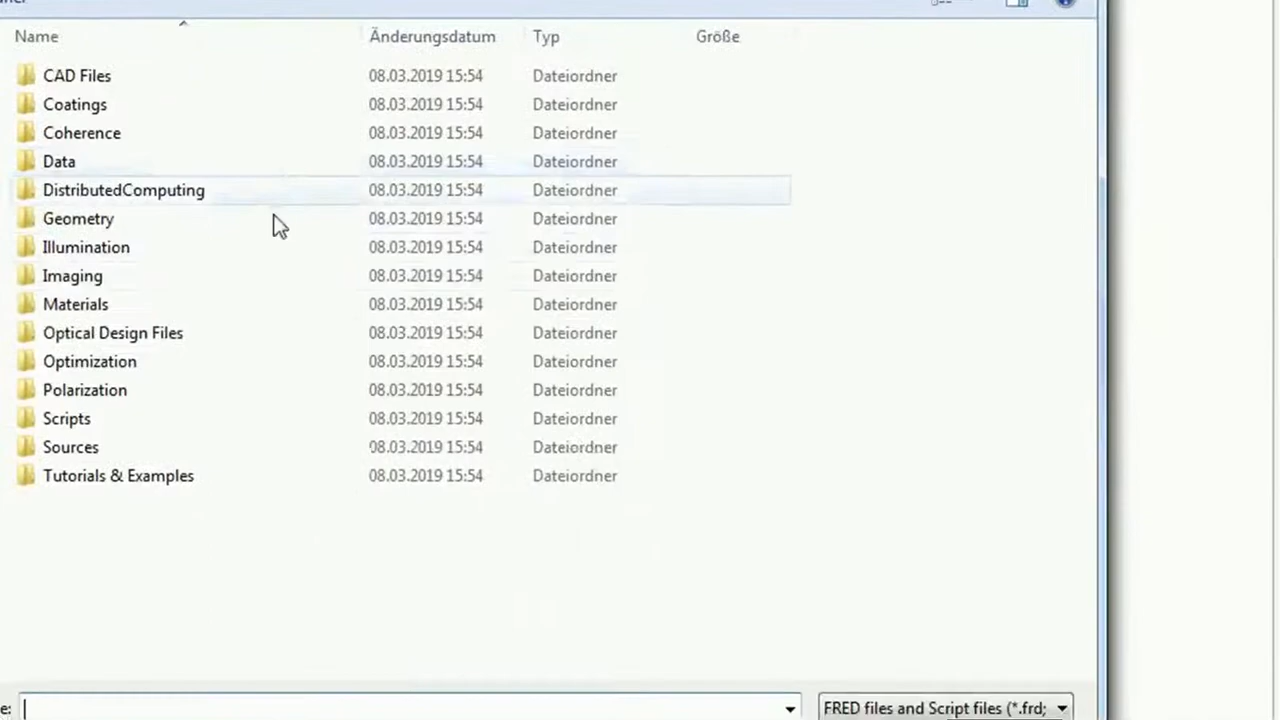 Name Änderungsdatum Typ Größe
CAD Files 08.03.2019 15:54 Dateiordner
Coatings 08.03.2019 15:54 Dateiordner
Coherence 08.03.2019 15:54 Dateiordner
Data 08.03.2019 15:54 Dateiordner
DistributedComputing 08.03.2019 15:54 Dateiordner
Geometry 08.03.2019 15:54 Dateiordner
Illumination 08.03.2019 15:54 Dateiordner
Imaging 08.03.2019 15:54 Dateiordner
Materials 08.03.2019 15:54 Dateiordner
Optical Design Files 08.03.2019 15:54 Dateiordner
Optimization 08.03.2019 15:54 Dateiordner
Polarization 08.03.2019 15:54 Dateiordner
Scripts 08.03.2019 15:54 Dateiordner
Sources 08.03.2019 15:54 Dateiordner
Tutorials & Examples 08.03.2019 15:54 Dateiordner
e: FRED files and Script files (*.frd;